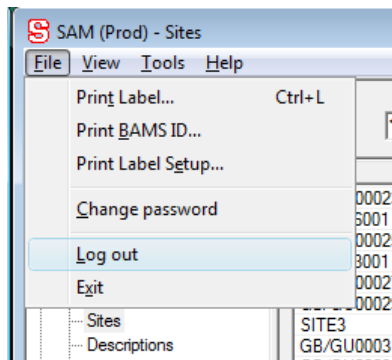 SAM (Prod) - Sites
File View Tools Help
Print Label... Ctrl+L
Print BAMS ID...
Print Label Setup...
Change password
Log out
Exit
Sites
Descriptions
SITE3
GB/GU0003